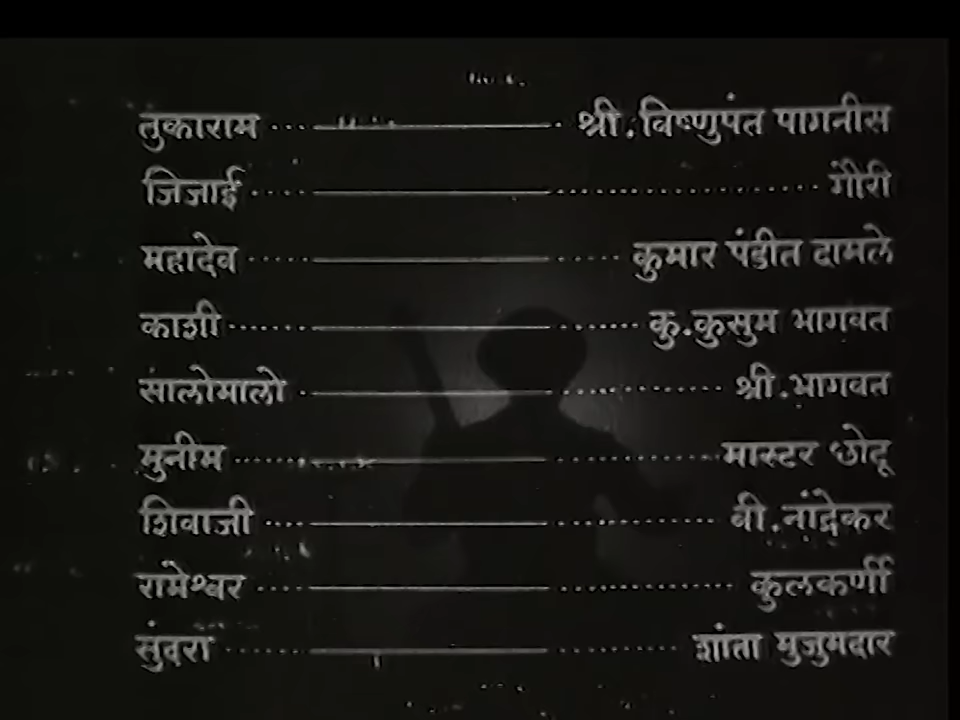 तुकाराम ............ श्री. विष्णुपंत पागनीस
जिजाई ............ गौरी
महादेव ............ कुमार पंडीत दामले
काशी ............ कु. कुसुम भागवत
सालोमालो ............ श्री. भागवत
मुनीम ............ मास्टर छोटू
शिवाजी ............ बी. नांद्रेकर
रामेश्वर ............ कुलकर्णी
सुंदरा ............ शांता मुजुमदार